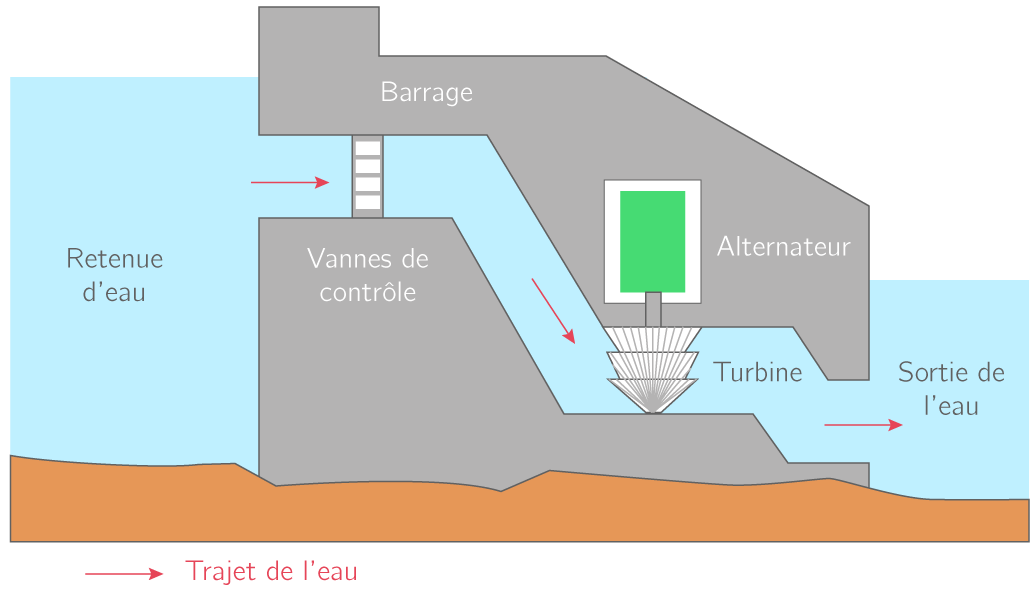 Barrage
Retenue
d'eau
Vannes de
contrôle
Alternateur
Turbine
Sortie de
l'eau
Trajet de l'eau